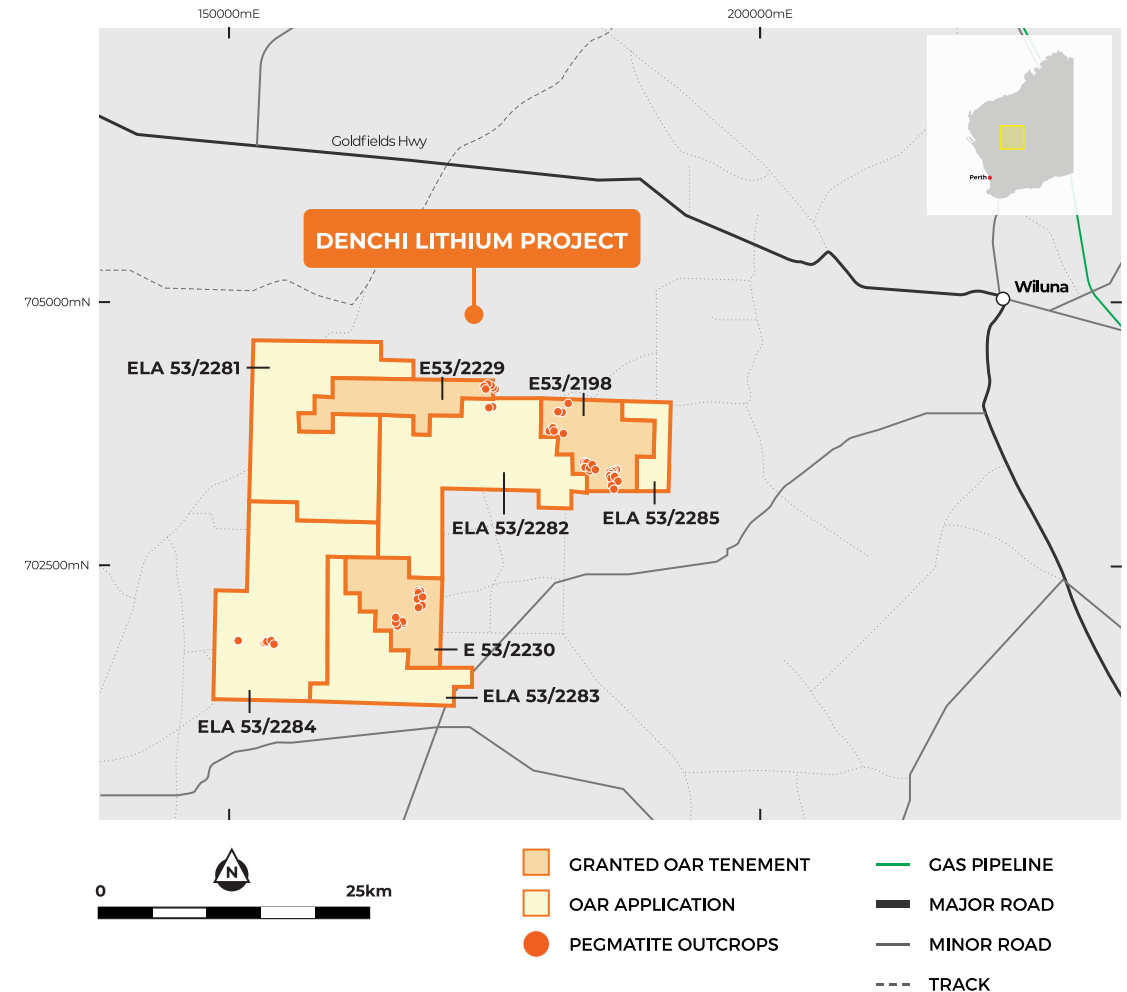 150000mE
200000mE
Goldfields Hwy
Perth
DENCHI LITHIUM PROJECT
705000mN
Wiluna
ELA 53/2281
E53/2229
E53/2198
ELA 53/2282
ELA 53/2285
702500mN
E 53/2230
ELA 53/2283
ELA 53/2284
N
0
25km
GRANTED OAR TENEMENT
OAR APPLICATION
PEGMATITE OUTCROPS
GAS PIPELINE
MAJOR ROAD
MINOR ROAD
TRACK